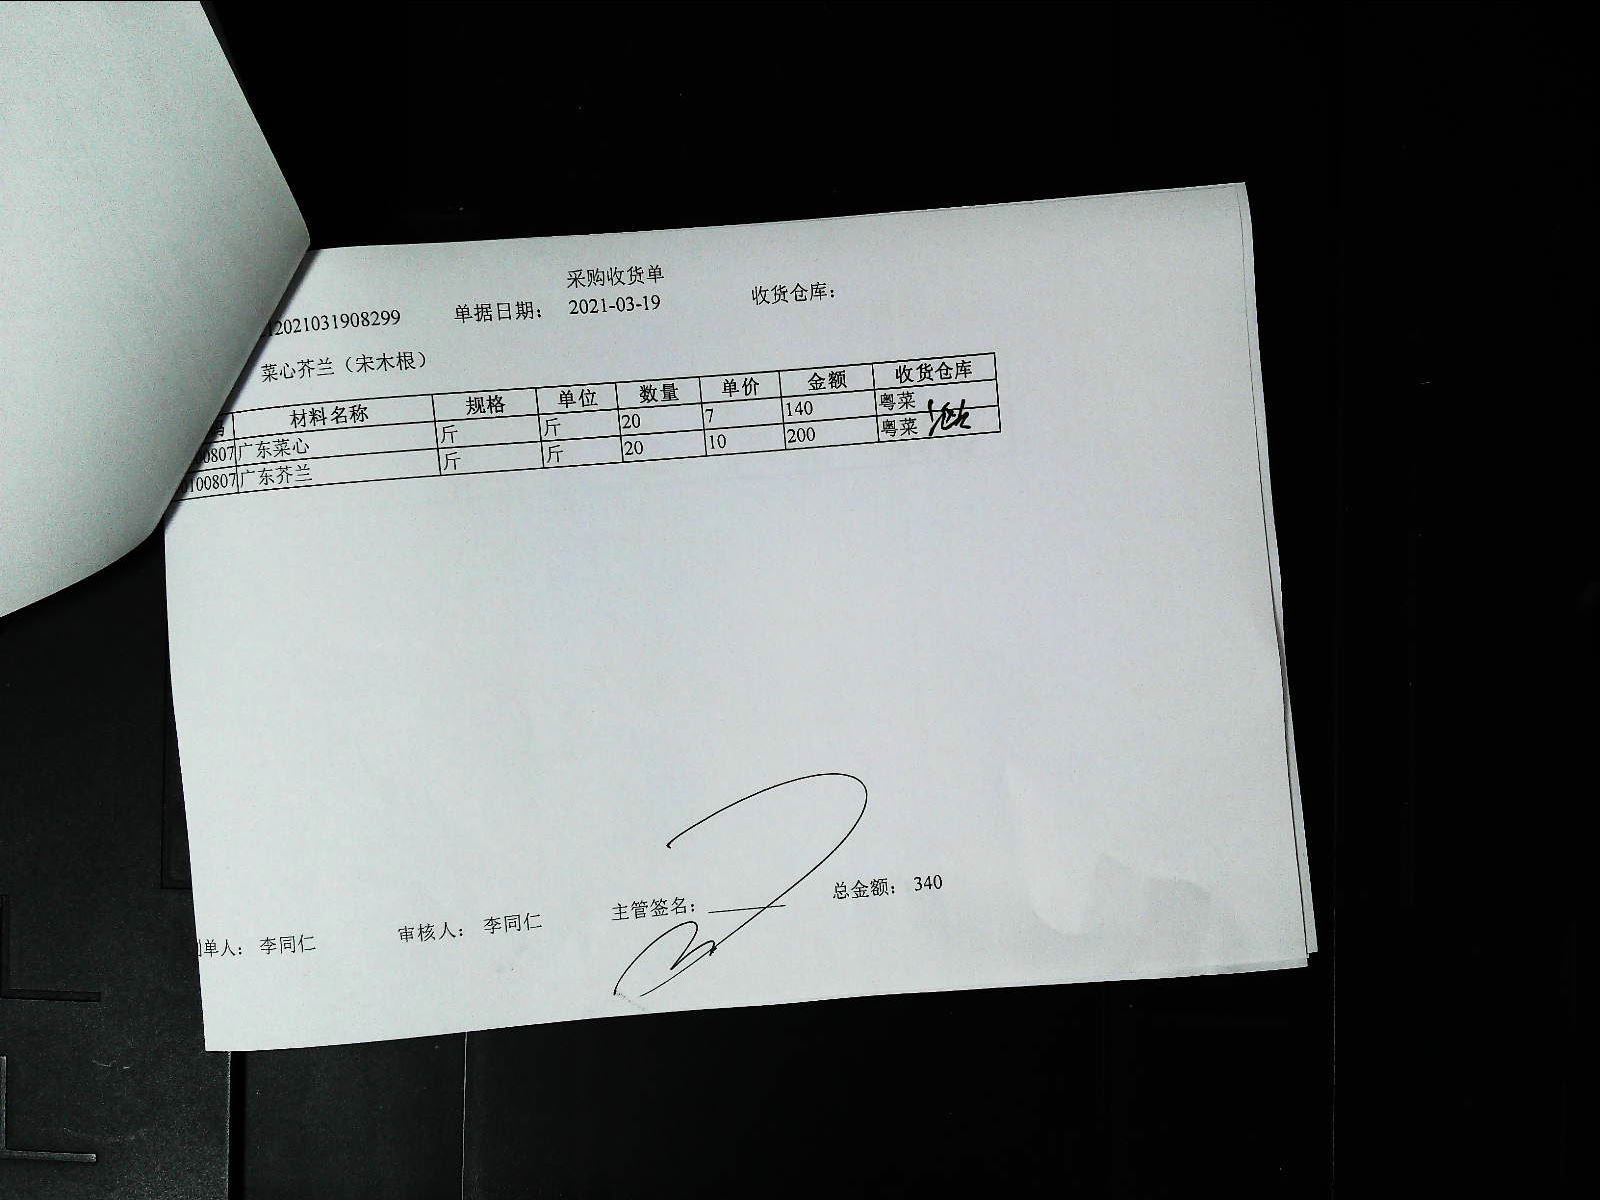 采购收货单
12021031908299 单据日期： 2021-03-19 收货仓库：
菜心芥兰（宋木根）
码 材料名称 规格 单位 数量 单价 金额 收货仓库
00807 广东菜心 斤 斤 20 7 140 粤菜
100807 广东芥兰 斤 斤 20 10 200 粤菜
制单人： 李同仁 审核人： 李同仁 主管签名： 总金额： 340